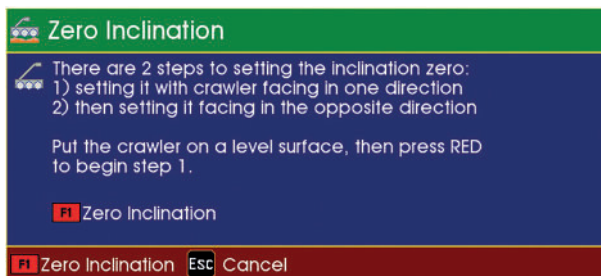 Zero Inclination
There are 2 steps to setting the inclination zero:
1) setting it with crawler facing in one direction
2) then setting it facing in the opposite direction
Put the crawler on a level surface, then press RED
to begin step 1.
F1 Zero Inclination
F1 Zero Inclination Esc Cancel